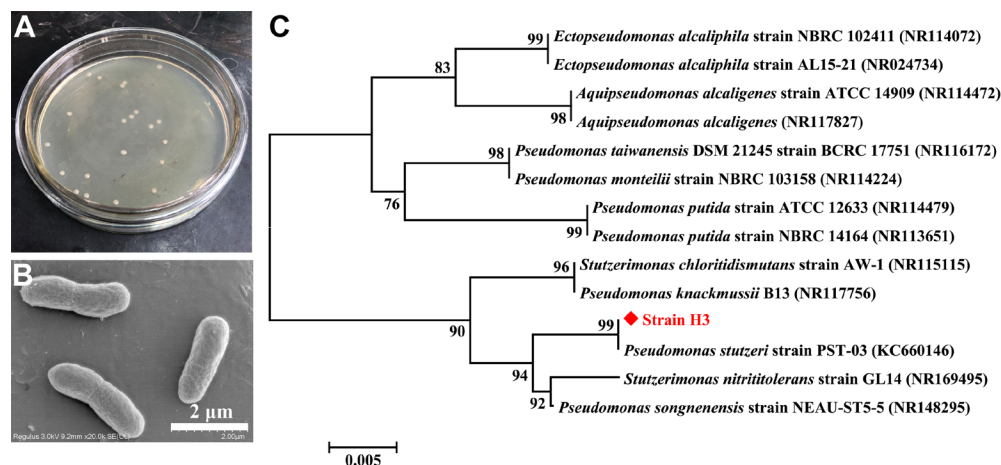 A
B
Regulus 3.0kV 9.2mm x20.0k SE(UL)
2 μm
2.00μm
C
99
Ectopseudomonas alcaliphila strain NBRC 102411 (NR114072)
Ectopseudomonas alcaliphila strain AL15-21 (NR024734)
83
Aquipseudomonas alcaligenes strain ATCC 14909 (NR114472)
98
Aquipseudomonas alcaligenes (NR117827)
98
Pseudomonas taiwanensis DSM 21245 strain BCRC 17751 (NR116172)
Pseudomonas monteilii strain NBRC 103158 (NR114224)
76
Pseudomonas putida strain ATCC 12633 (NR114479)
99
Pseudomonas putida strain NBRC 14164 (NR113651)
96
Stutzerimonas chloritidismutans strain AW-1 (NR115115)
Pseudomonas knackmussii B13 (NR117756)
90
99
Strain H3
Pseudomonas stutzeri strain PST-03 (KC660146)
94
Stutzerimonas nitrititolerans strain GL14 (NR169495)
92
Pseudomonas songnenensis strain NEAU-ST5-5 (NR148295)
0.005